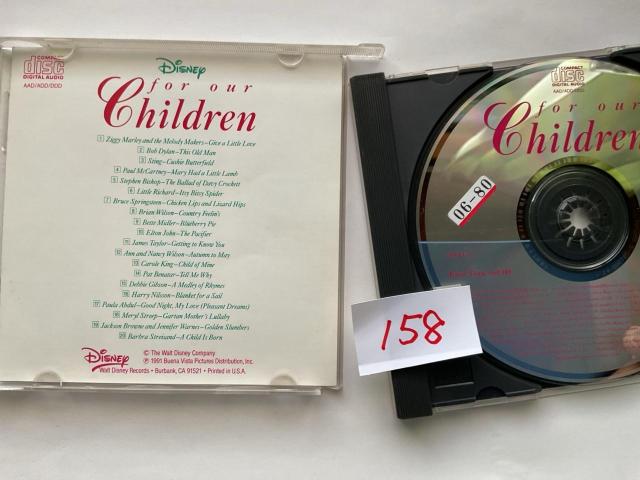 COMPACT
disc
DIGITAL AUDIO
AAD/ADD/DDD
Disney
for our
Children
1 Ziggy Marley and the Melody Makers–Give a Little Love
2 Bob Dylan–This Old Man
3 Sting–Cushie Butterfield
4 Paul McCartney–Mary Had a Little Lamb
5 Stephen Bishop–The Ballad of Davy Crockett
6 Little Richard–Itsy Bitsy Spider
7 Bruce Springsteen–Chicken Lips and Lizard Hips
8 Brian Wilson–Country Feelin's
9 Bette Midler–Blueberry Pie
10 Elton John–The Pacifier
11 James Taylor–Getting to Know You
12 Ann and Nancy Wilson–Autumn to May
13 Carole King–Child of Mine
14 Pat Benatar–Tell Me Why
15 Debbie Gibson–A Medley of Rhymes
16 Harry Nilsson–Blanket for a Sail
17 Paula Abdul–Good Night, My Love (Pleasant Dreams)
18 Meryl Streep–Gartan Mother's Lullaby
19 Jackson Browne and Jennifer Warnes–Golden Slumbers
20 Barbra Streisand–A Child Is Born
Disney
© The Walt Disney Company
℗ 1991 Buena Vista Pictures Distribution, Inc.
Walt Disney Records • Burbank, CA 91521 • Printed in U.S.A.
COMPACT
disc
DIGITAL AUDIO
AAD/ADD/DDD
for our
Children
06-80
158